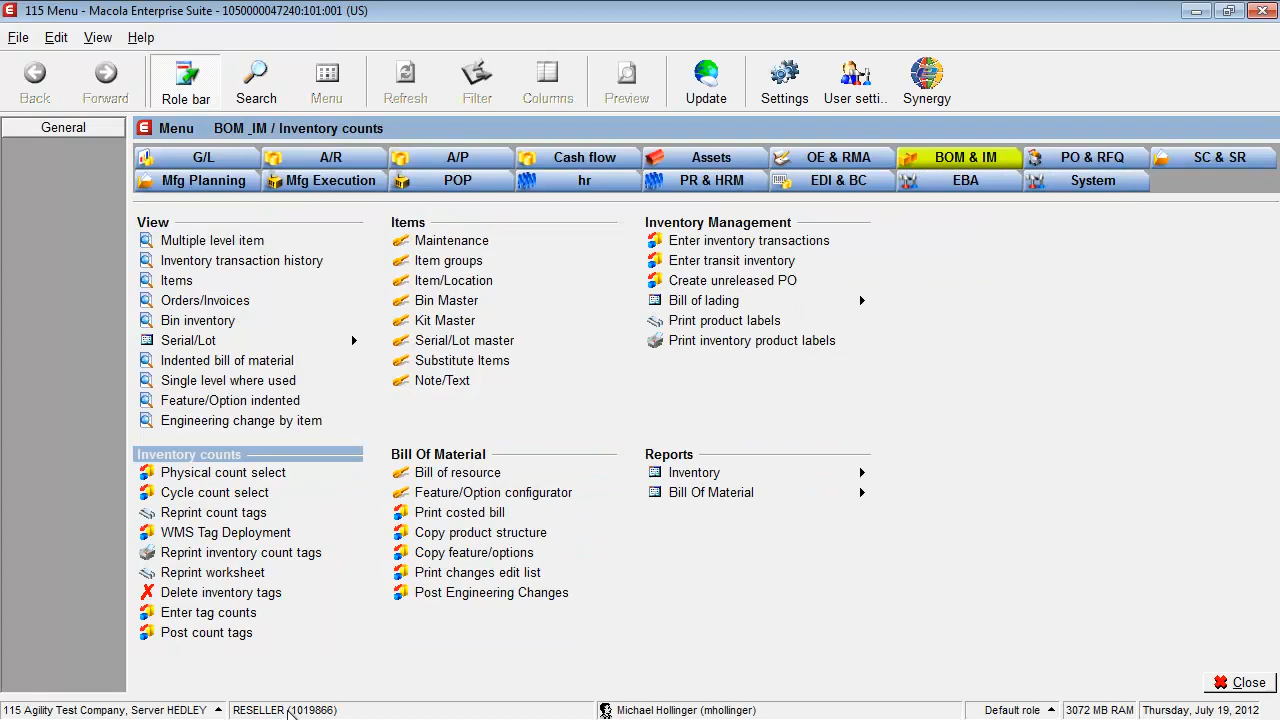 115 Menu - Macola Enterprise Suite - 1050000047240:101:001 (US)
File Edit View Help
Back Forward Role bar Search Menu Refresh Filter Columns Preview Update Settings User setti.. Synergy
General
Menu BOM _IM / Inventory counts
G/L A/R A/P Cash flow Assets OE & RMA BOM & IM PO & RFQ SC & SR
Mfg Planning Mfg Execution POP hr PR & HRM EDI & BC EBA System
View
Multiple level item
Inventory transaction history
Items
Orders/Invoices
Bin inventory
Serial/Lot
Indented bill of material
Single level where used
Feature/Option indented
Engineering change by item
Items
Maintenance
Item groups
Item/Location
Bin Master
Kit Master
Serial/Lot master
Substitute Items
Note/Text
Inventory Management
Enter inventory transactions
Enter transit inventory
Create unreleased PO
Bill of lading
Print product labels
Print inventory product labels
Inventory counts
Physical count select
Cycle count select
Reprint count tags
WMS Tag Deployment
Reprint inventory count tags
Reprint worksheet
Delete inventory tags
Enter tag counts
Post count tags
Bill Of Material
Bill of resource
Feature/Option configurator
Print costed bill
Copy product structure
Copy feature/options
Print changes edit list
Post Engineering Changes
Reports
Inventory
Bill Of Material
Close
115 Agility Test Company, Server HEDLEY RESELLER (1019866) Michael Hollinger (mhollinger) Default role 3072 MB RAM Thursday, July 19, 2012